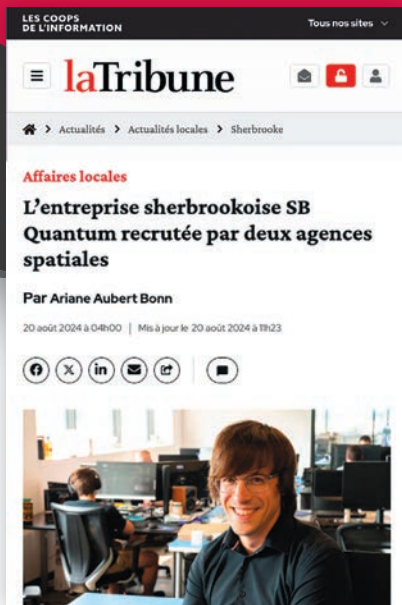 LES COOPS
DE L'INFORMATION
Tous nos sites
laTribune
Actualités > Actualités locales > Sherbrooke
Affaires locales
L'entreprise sherbrookoise SB
Quantum recrutée par deux agences
spatiales
Par Ariane Aubert Bonn
20 août 2024 à 04h00 | Mis à jour le 20 août 2024 à 11h23